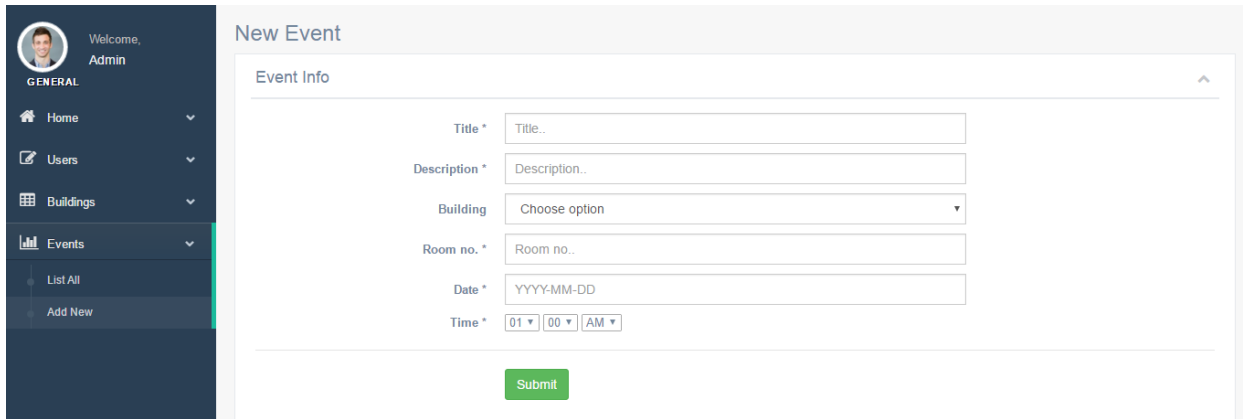 Welcome,
Admin
GENERAL
Home
Users
Buildings
Events
List All
Add New
New Event
Event Info
Title * Title..
Description * Description..
Building Choose option
Room no. * Room no..
Date * YYYY-MM-DD
Time * 01 00 AM
Submit